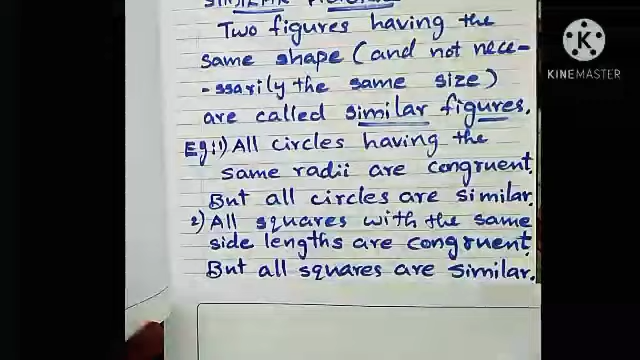 SIMILAR FIGURES
Two figures having the
same shape (and not nece-
-ssarily the same size)
are called similar figures.
Eg:1) All circles having the
same radii are congruent.
But all circles are similar.
2) All squares with the same
side lengths are congruent.
But all squares are similar.
KINEMASTER